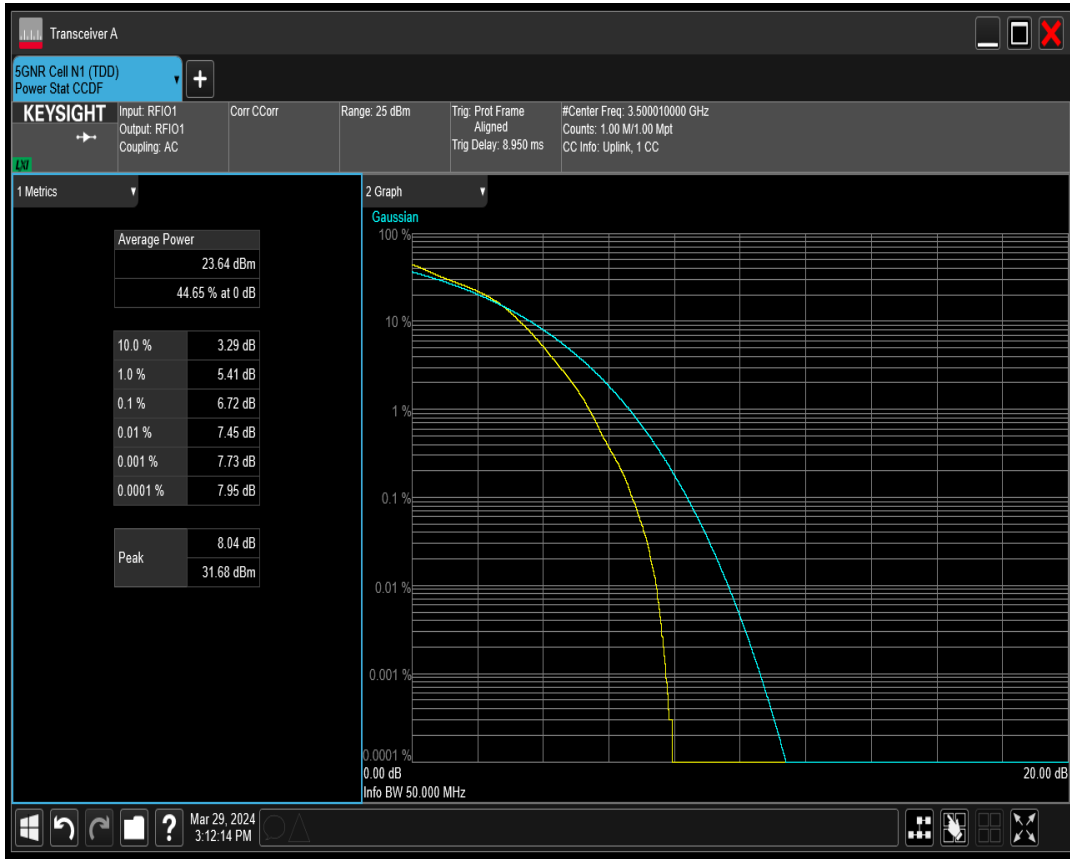 Transceiver A
5GNR Cell N1 (TDD)
Power Stat CCDF
+
KEYSIGHT
LXI
Input: RFIO1
Output: RFIO1
Coupling: AC
Corr CCorr
Range: 25 dBm
Trig: Prot Frame
Aligned
Trig Delay: 8.950 ms
#Center Freq: 3.500010000 GHz
Counts: 1.00 M/1.00 Mpt
CC Info: Uplink, 1 CC
1 Metrics
Average Power
23.64 dBm
44.65 % at 0 dB
10.0 % 3.29 dB
1.0 % 5.41 dB
0.1 % 6.72 dB
0.01 % 7.45 dB
0.001 % 7.73 dB
0.0001 % 7.95 dB
Peak 8.04 dB
31.68 dBm
2 Graph
Gaussian
100 %
10 %
1 %
0.1 %
0.01 %
0.001 %
0.0001 %
0.00 dB 20.00 dB
Info BW 50.000 MHz
?
Mar 29, 2024
3:12:14 PM